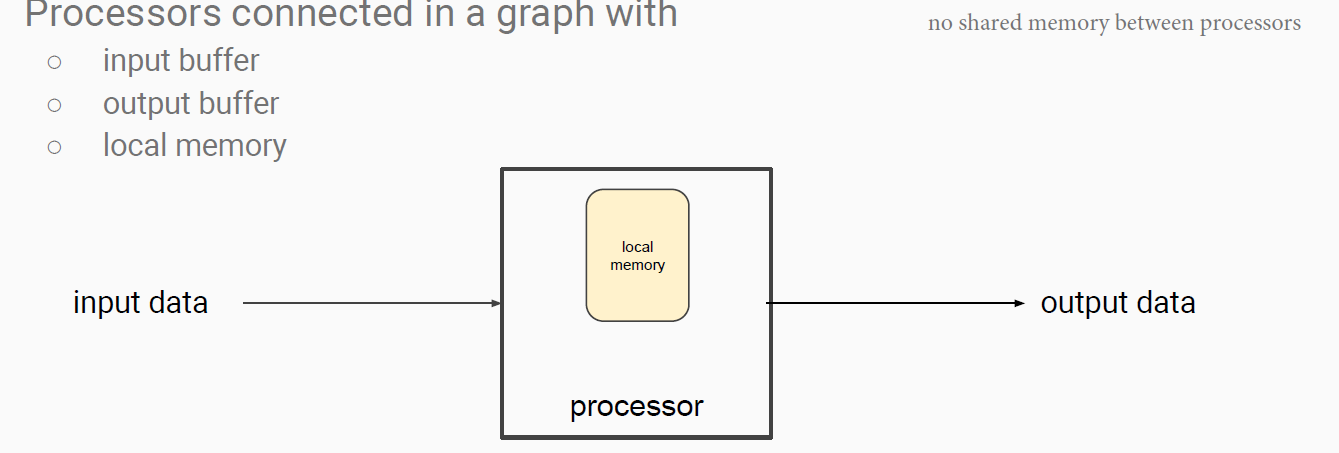 Processors connected in a graph with
no shared memory between processors
○ input buffer
○ output buffer
○ local memory
local
memory
input data
output data
processor